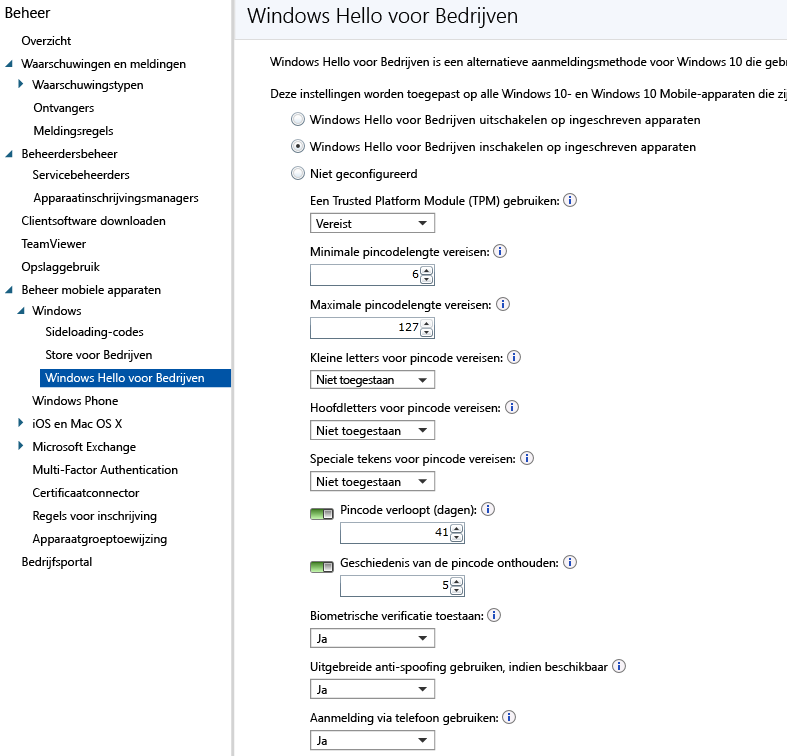 Beheer
Overzicht
Waarschuwingen en meldingen
Waarschuwingstypen
Ontvangers
Meldingsregels
Beheerdersbeheer
Servicebeheerders
Apparaatinschrijvingsmanagers
Clientsoftware downloaden
TeamViewer
Opslaggebruik
Beheer mobiele apparaten
Windows
Sideloading-codes
Store voor Bedrijven
Windows Hello voor Bedrijven
Windows Phone
iOS en Mac OS X
Microsoft Exchange
Multi-Factor Authentication
Certificaatconnector
Regels voor inschrijving
Apparaatgroeptoewijzing
Bedrijfsportal
Windows Hello voor Bedrijven
Windows Hello voor Bedrijven is een alternatieve aanmeldingsmethode voor Windows 10 die
Deze instellingen worden toegepast op alle Windows 10- en Windows 10 Mobile-apparaten die
Windows Hello voor Bedrijven uitschakelen op ingeschreven apparaten
Windows Hello voor Bedrijven inschakelen op ingeschreven apparaten
Niet geconfigureerd
Een Trusted Platform Module (TPM) gebruiken:
Vereist
Minimale pincodelengte vereisen:
6
Maximale pincodelengte vereisen:
127
Kleine letters voor pincode vereisen:
Niet toegestaan
Hoofdletters voor pincode vereisen:
Niet toegestaan
Speciale tekens voor pincode vereisen:
Niet toegestaan
Pincode verloopt (dagen):
41
Geschiedenis van de pincode onthouden:
5
Biometrische verificatie toestaan:
Ja
Uitgebreide anti-spoofing gebruiken, indien beschikbaar
Ja
Aanmelding via telefoon gebruiken:
Ja